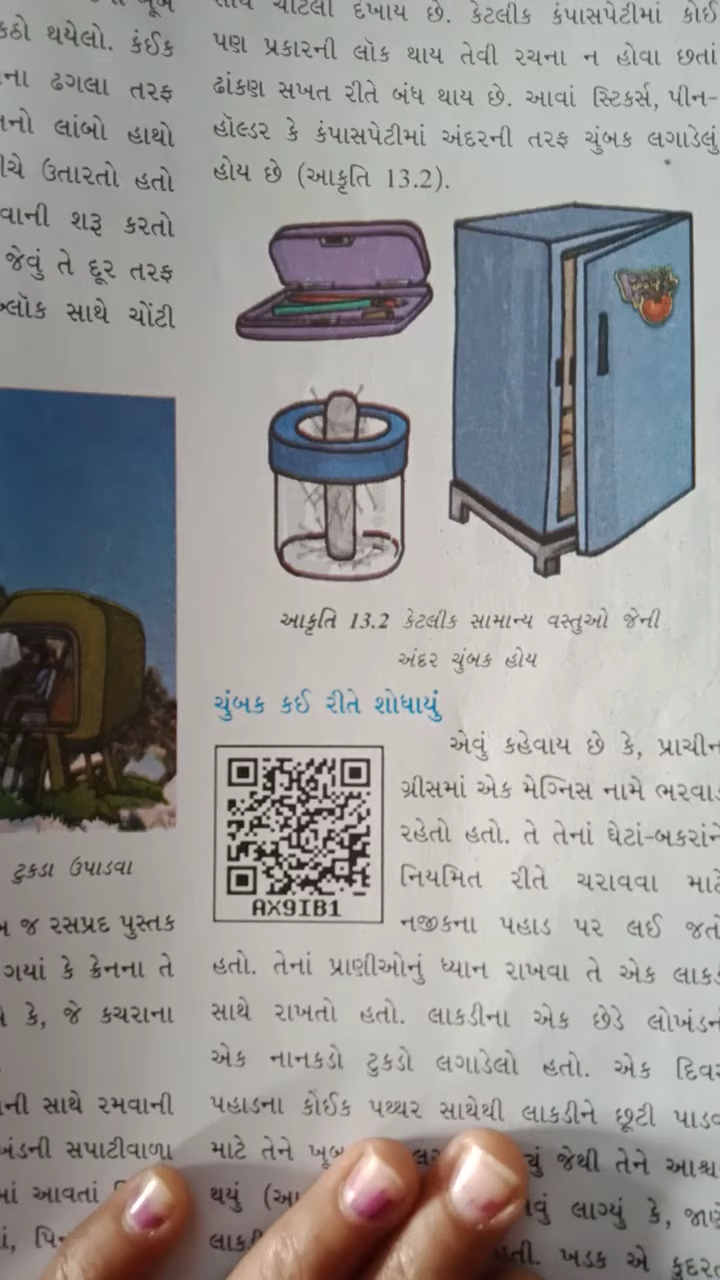 કઠો થયેલો. કંઈક
ના ઢગલા તરફ
નો લાંબો હાથો
ચે ઉતારતો હતો
વાની શરૂ કરતો
જેવું તે દૂર તરફ
લૉક સાથે ચોંટી
ટુકડા ઉપાડવા
જ રસપ્રદ પુસ્તક
ગયાં કે ક્રેનના તે
કે, જે કચરાના
ની સાથે રમવાની
ખંડની સપાટીવાળા
માં આવતાં
સાથ ચોંટેલા દેખાય છે. કેટલીક કંપાસપેટીમાં કોઈ
પણ પ્રકારની લૉક થાય તેવી રચના ન હોવા છતાં
ઢાંકણ સખત રીતે બંધ થાય છે. આવાં સ્ટિકર્સ, પીન-
હૉલ્ડર કે કંપાસપેટીમાં અંદરની તરફ ચુંબક લગાડેલું
હોય છે (આકૃતિ 13.2).
આકૃતિ 13.2 કેટલીક સામાન્ય વસ્તુઓ જેની
અંદર ચુંબક હોય
ચુંબક કઈ રીતે શોધાયું
AX9IB1
એવું કહેવાય છે કે, પ્રાચીન
ગ્રીસમાં એક મેગ્નિસ નામે ભરવાડ
રહેતો હતો. તે તેનાં ઘેટાં-બકરાંને
નિયમિત રીતે ચરાવવા માટે
નજીકના પહાડ પર લઈ જતો
હતો. તેનાં પ્રાણીઓનું ધ્યાન રાખવા તે એક લાકડી
સાથે રાખતો હતો. લાકડીના એક છેડે લોખંડનો
એક નાનકડો ટુકડો લગાડેલો હતો. એક દિવસ
પહાડના કોઈક પથ્થર સાથેથી લાકડીને છૂટી પાડવા
માટે તેને ખૂબ જેથી તેને આશ્ચ
થયું લાગ્યું કે, જાણે
હતી. ખડક એ કુદરતી